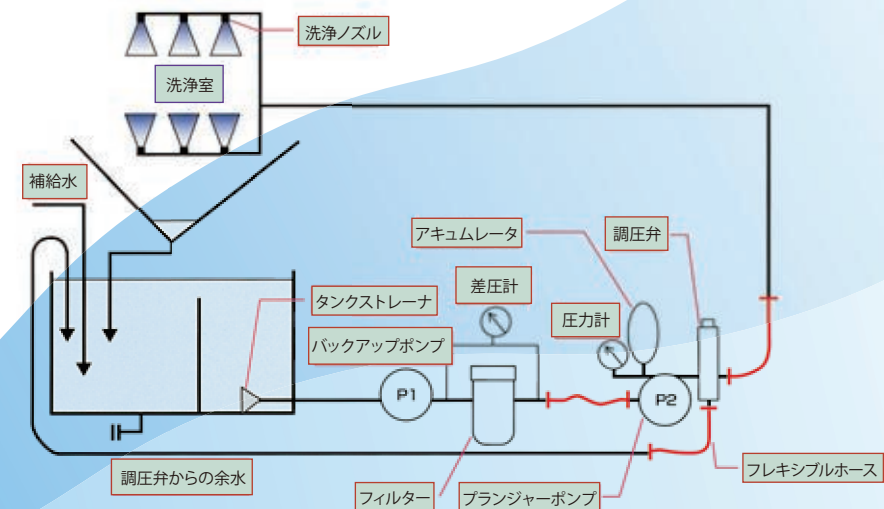 洗浄ノズル
洗浄室
補給水
アキュムレータ
調圧弁
差圧計
タンクストレーナ
圧力計
バックアップポンプ
P1
P2
調圧弁からの余水
フィルター
プランジャーポンプ
フレキシブルホース